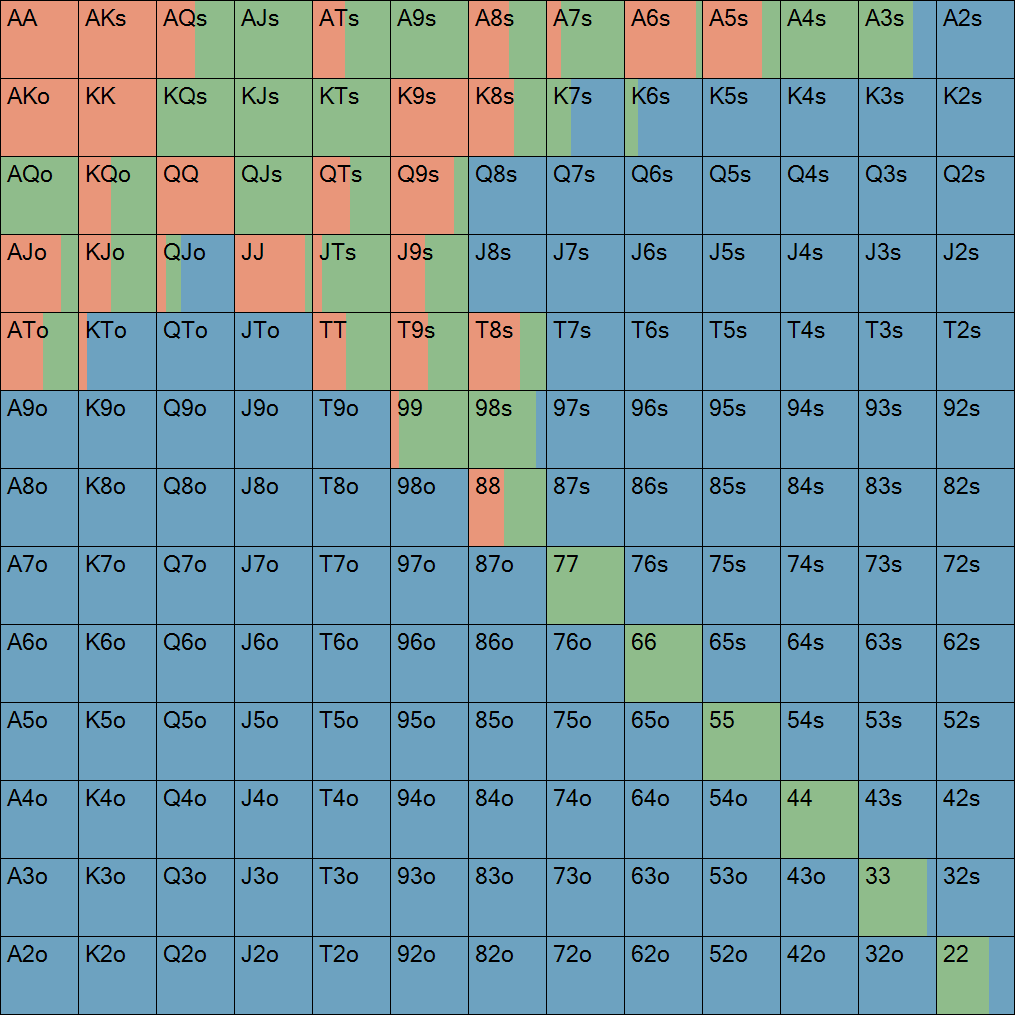 AA AKs AQs AJs ATs A9s A8s A7s A6s A5s A4s A3s A2s
AKo KK KQs KJs KTs K9s K8s K7s K6s K5s K4s K3s K2s
AQo KQo QQ QJs QTs Q9s Q8s Q7s Q6s Q5s Q4s Q3s Q2s
AJo KJo QJo JJ JTs J9s J8s J7s J6s J5s J4s J3s J2s
ATo KTo QTo JTo TT T9s T8s T7s T6s T5s T4s T3s T2s
A9o K9o Q9o J9o T9o 99 98s 97s 96s 95s 94s 93s 92s
A8o K8o Q8o J8o T8o 98o 88 87s 86s 85s 84s 83s 82s
A7o K7o Q7o J7o T7o 97o 87o 77 76s 75s 74s 73s 72s
A6o K6o Q6o J6o T6o 96o 86o 76o 66 65s 64s 63s 62s
A5o K5o Q5o J5o T5o 95o 85o 75o 65o 55 54s 53s 52s
A4o K4o Q4o J4o T4o 94o 84o 74o 64o 54o 44 43s 42s
A3o K3o Q3o J3o T3o 93o 83o 73o 63o 53o 43o 33 32s
A2o K2o Q2o J2o T2o 92o 82o 72o 62o 52o 42o 32o 22